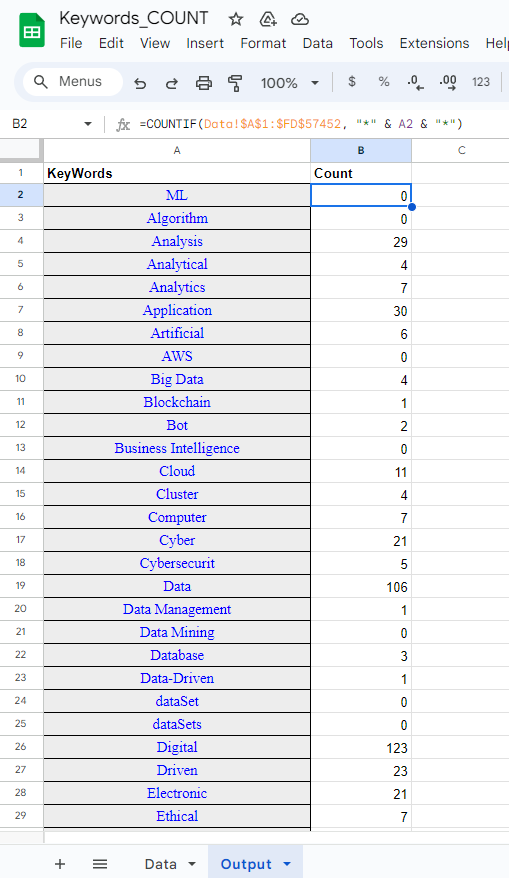 Keywords_COUNT
File Edit View Insert Format Data Tools Extensions Hel
Menus 100% $ % .0 .00 123
B2 fx =COUNTIF(Data!$A$1:$FD$57452, "*" & A2 & "*")
A B C
1 KeyWords Count
2 ML 0
3 Algorithm 0
4 Analysis 29
5 Analytical 4
6 Analytics 7
7 Application 30
8 Artificial 6
9 AWS 0
10 Big Data 4
11 Blockchain 1
12 Bot 2
13 Business Intelligence 0
14 Cloud 11
15 Cluster 4
16 Computer 7
17 Cyber 21
18 Cybersecurit 5
19 Data 106
20 Data Management 1
21 Data Mining 0
22 Database 3
23 Data-Driven 1
24 dataSet 0
25 dataSets 0
26 Digital 123
27 Driven 23
28 Electronic 21
29 Ethical 7
+ Data Output